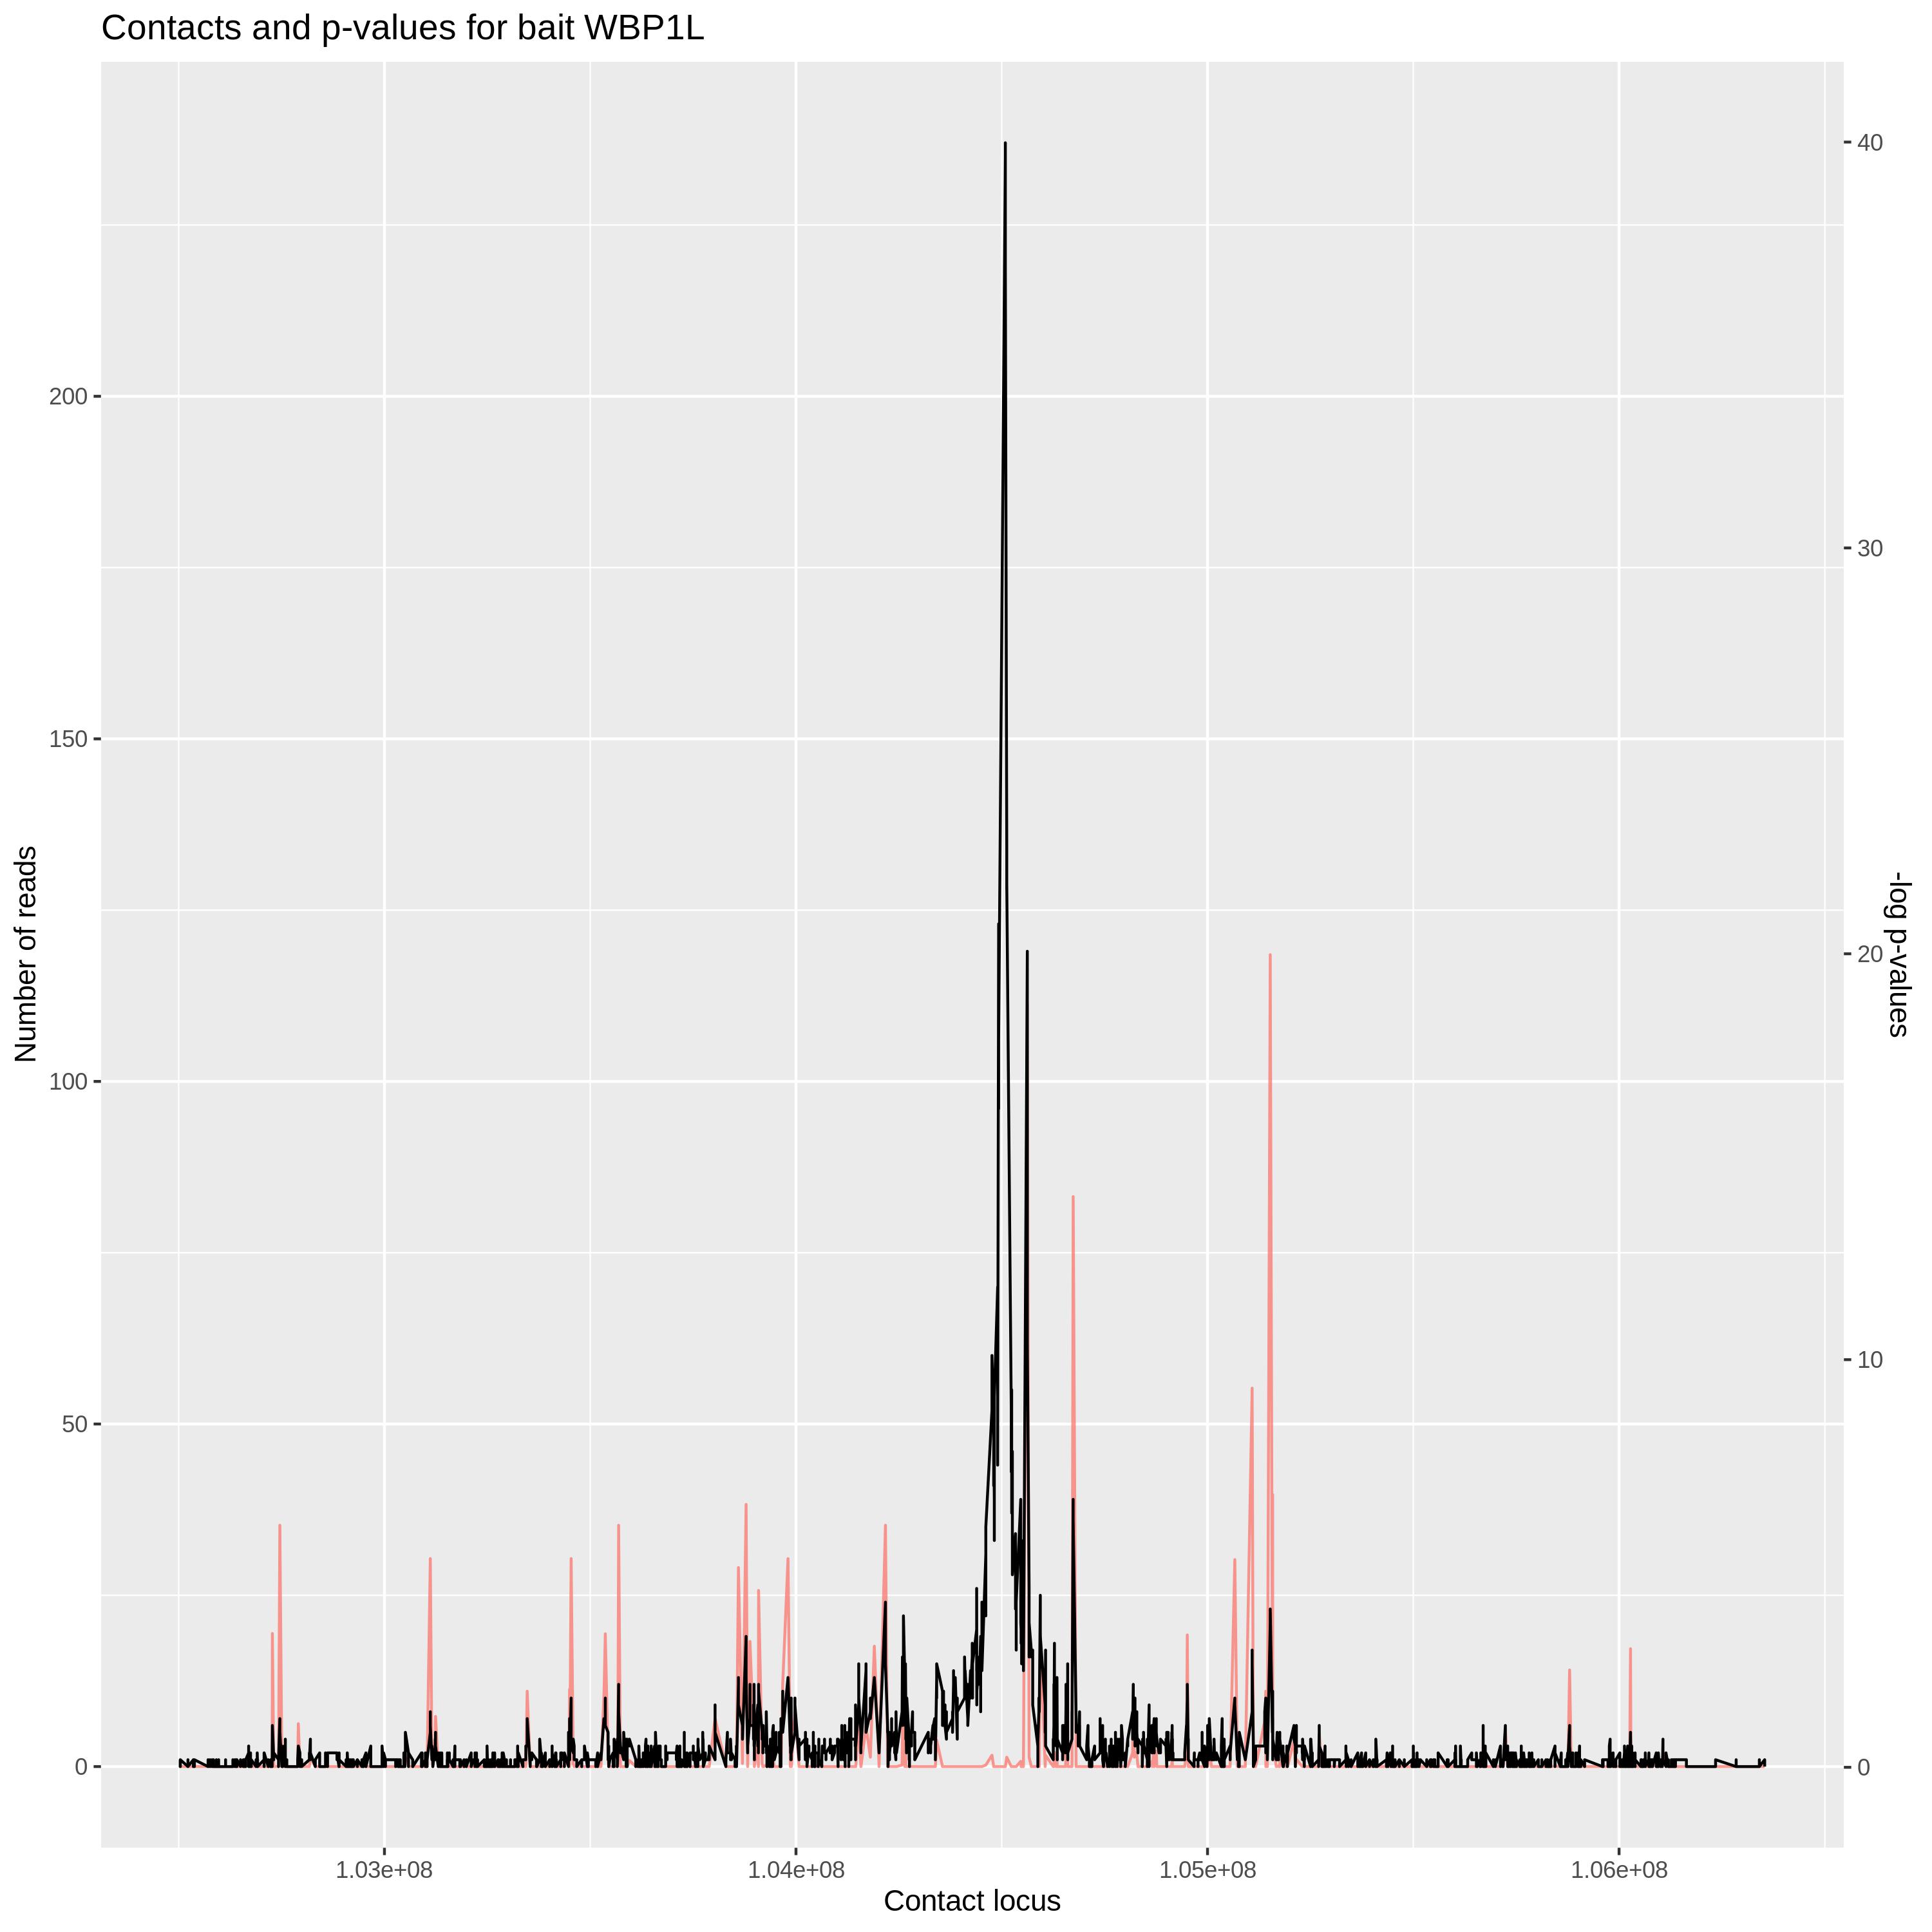 Contacts and p-values for bait WBP1L
Number of reads
200
150
100
50
0
40
30
20
10
0
-log p-values
1.03e+08
1.04e+08
1.05e+08
1.06e+08
Contact locus